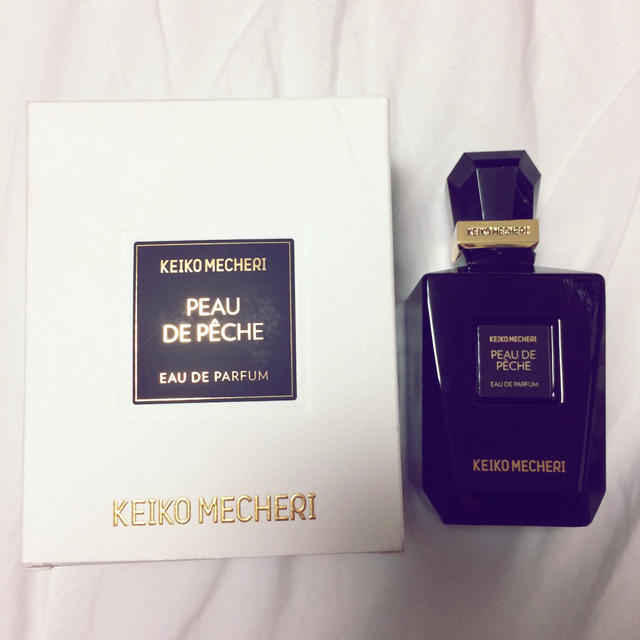 KEIKO MECHERI
PEAU
DE PÊCHE
EAU DE PARFUM
KEIKO MECHERI
KEIKO MECHERI
KEIKO MECHERI
PEAU DE
PÊCHE
EAU DE PARFUM
KEIKO MECHERI